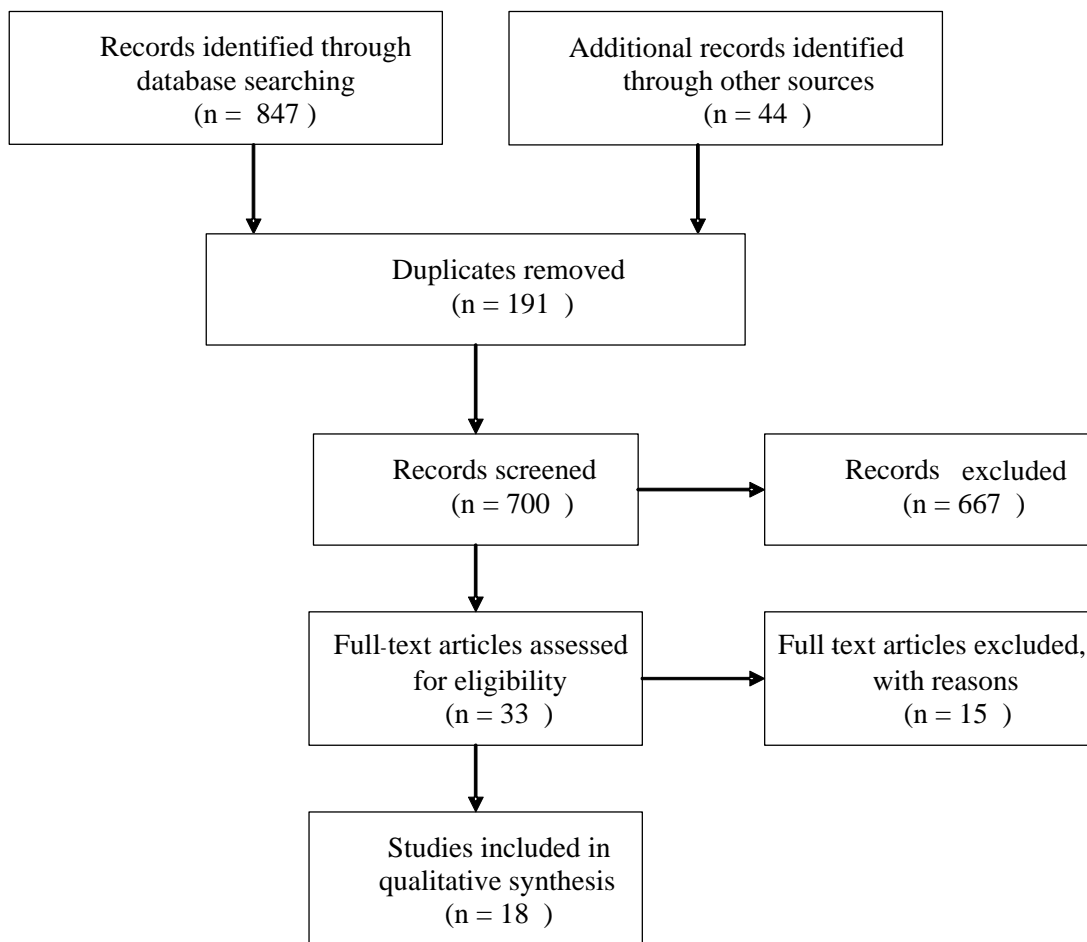 Records identified through
database searching
(n = 847 )
Additional records identified
through other sources
(n = 44 )
Duplicates removed
(n = 191 )
Records screened
(n = 700 )
Records excluded
(n = 667 )
Full-text articles assessed
for eligibility
(n = 33 )
Full text articles excluded,
with reasons
(n = 15 )
Studies included in
qualitative synthesis
(n = 18 )